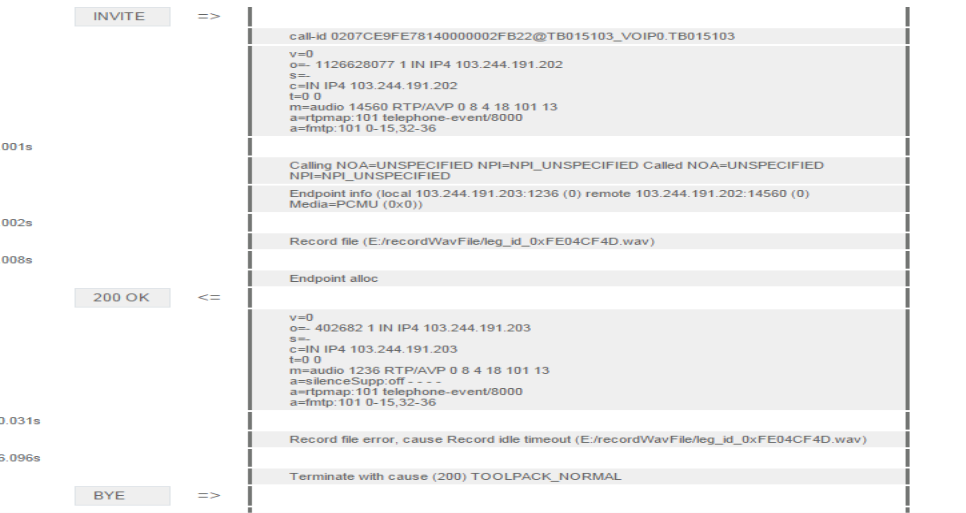 INVITE =>
call-id 0207CE9FE78140000002FB22@TB015103_VOIP0.TB015103
v=0
o=- 1126628077 1 IN IP4 103.244.191.202
s=-
c=IN IP4 103.244.191.202
t=0 0
m=audio 14560 RTP/AVP 0 8 4 18 101 13
a=rtpmap:101 telephone-event/8000
a=fmtp:101 0-15,32-36
001s
Calling NOA=UNSPECIFIED NPI=NPI_UNSPECIFIED Called NOA=UNSPECIFIED
NPI=NPI_UNSPECIFIED
Endpoint info (local 103.244.191.203:1236 (0) remote 103.244.191.202:14560 (0)
Media=PCMU (0x0))
002s
Record file (E:/recordWavFile/leg_id_0xFE04CF4D.wav)
008s
Endpoint alloc
200 OK <=
v=0
o=- 402682 1 IN IP4 103.244.191.203
s=-
c=IN IP4 103.244.191.203
t=0 0
m=audio 1236 RTP/AVP 0 8 4 18 101 13
a=silenceSupp:off - - - -
a=rtpmap:101 telephone-event/8000
a=fmtp:101 0-15,32-36
0.031s
Record file error, cause Record idle timeout (E:/recordWavFile/leg_id_0xFE04CF4D.wav)
6.096s
Terminate with cause (200) TOOLPACK_NORMAL
BYE =>